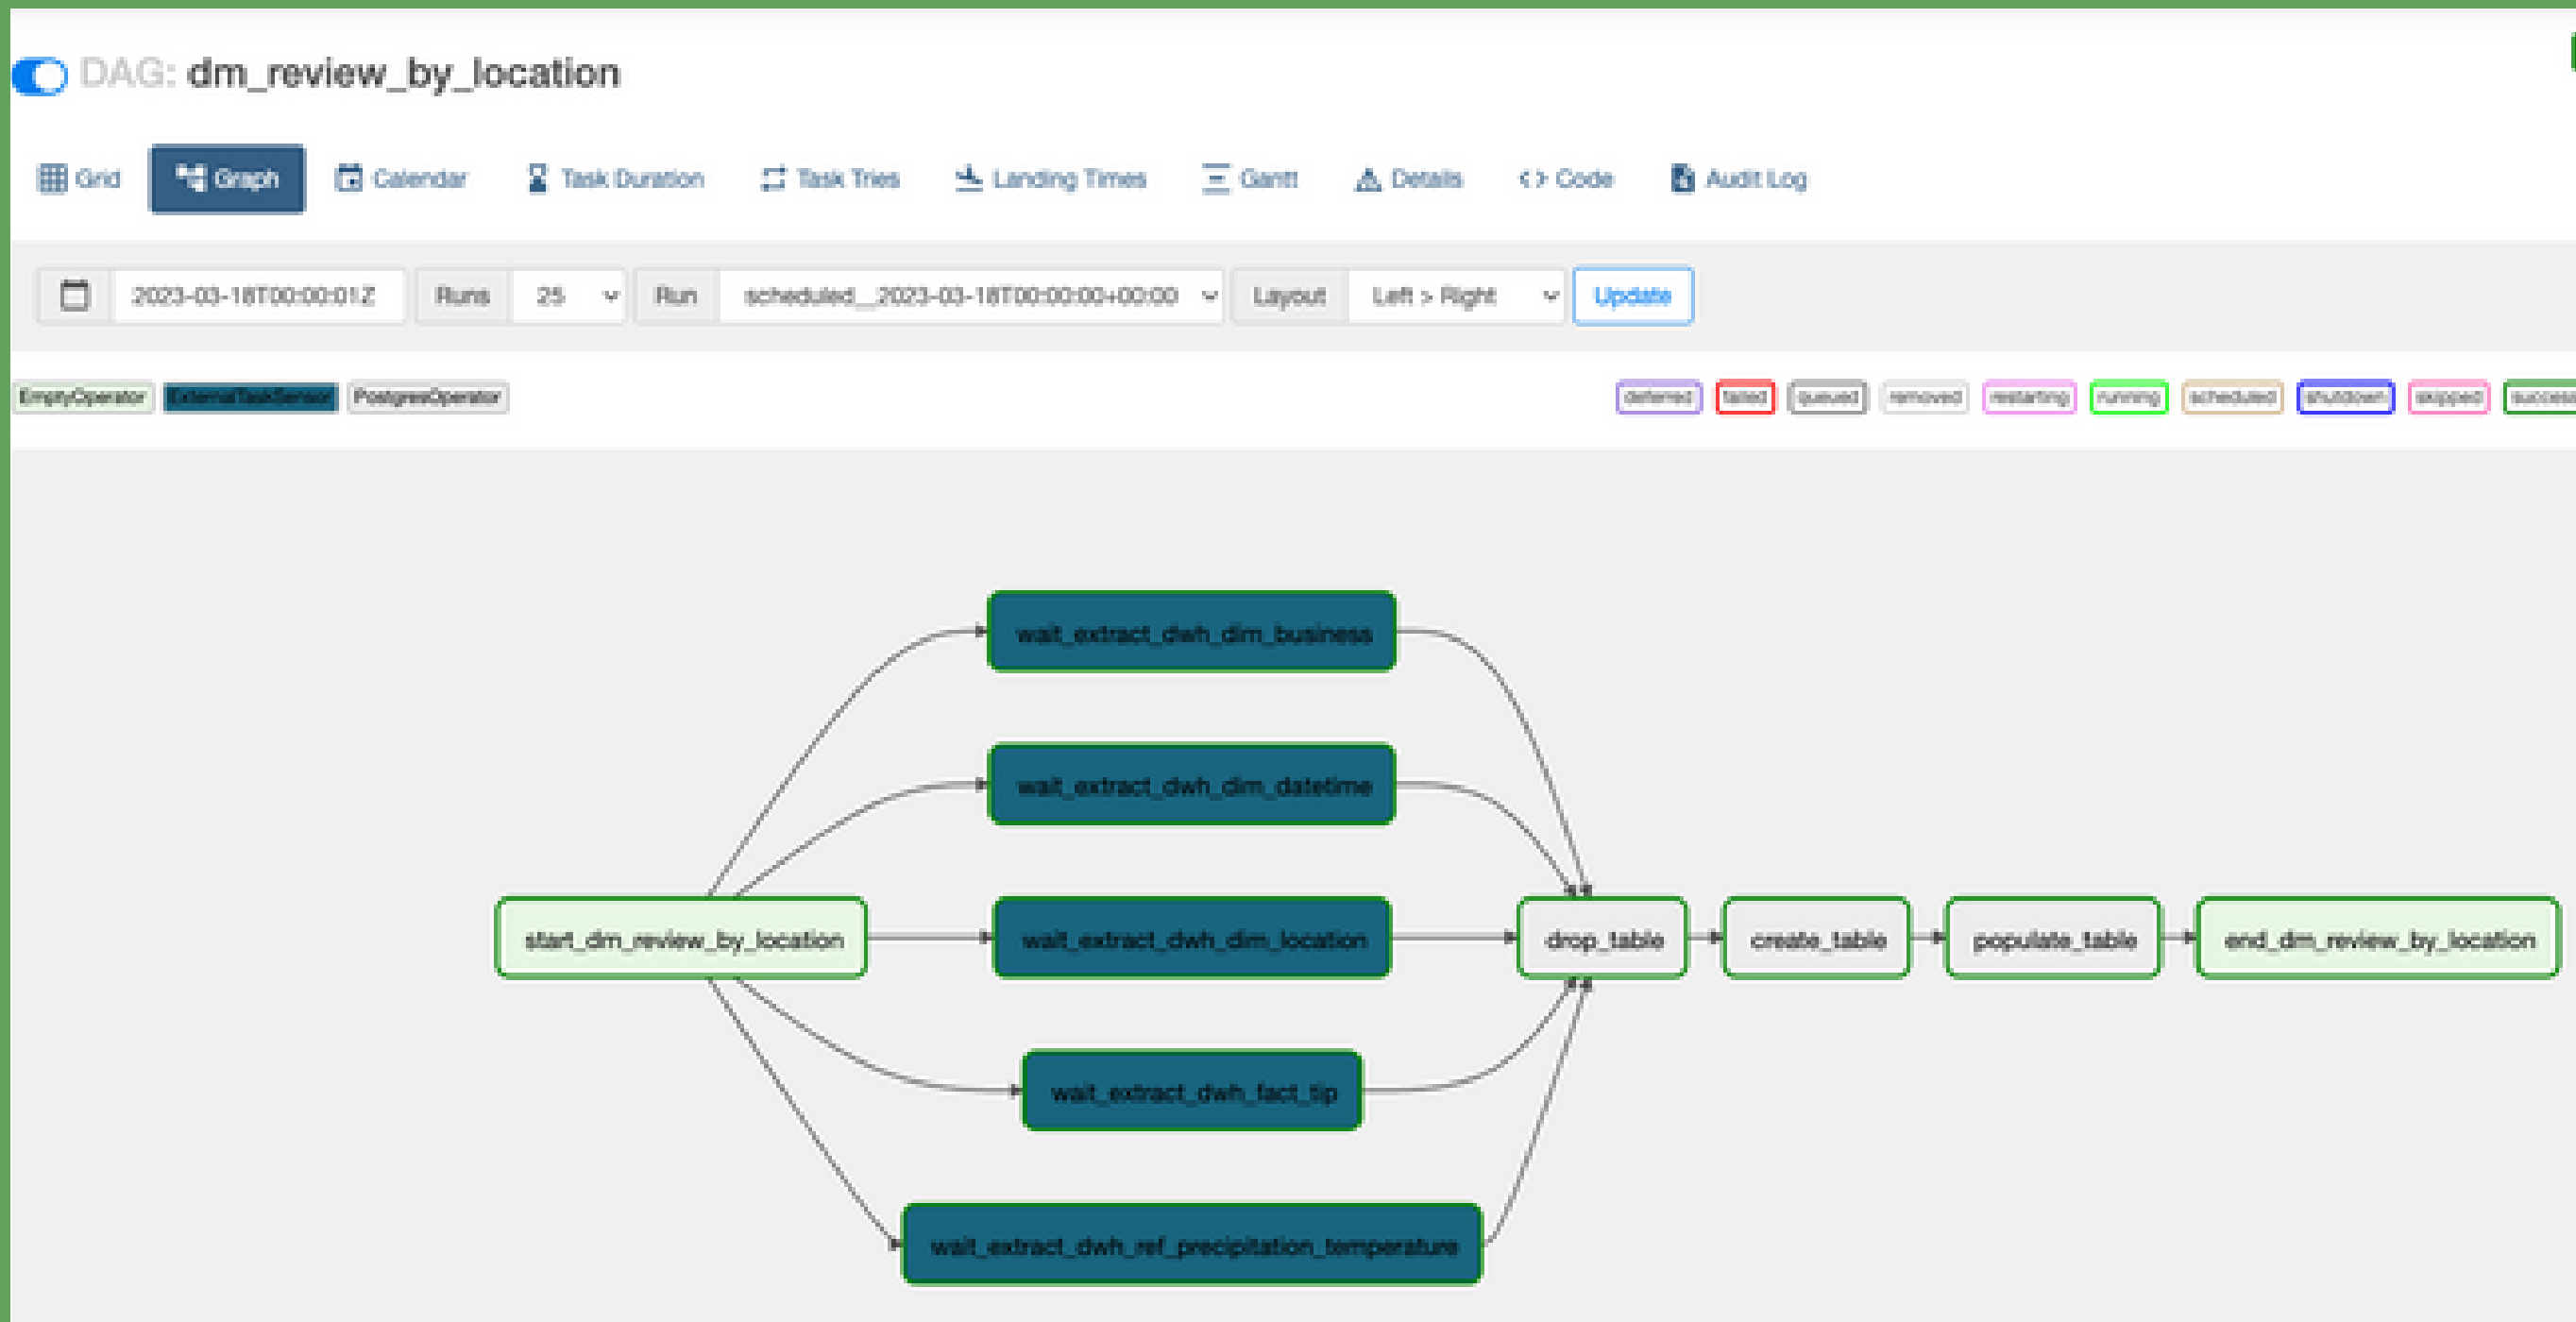 DAG: dm_review_by_location
Grid Graph Calendar Task Duration Task Tries Landing Times Gantt Details Code Audit Log
2023-03-18T00:00:01Z Runs 25 Run scheduled__2023-03-18T00:00:00+00:00 Layout Left > Right Update
EmptyOperator ExternalTaskSensor PostgresOperator deferred failed queued removed restarting running scheduled shutdown skipped success
wait_extract_dwh_dim_business
wait_extract_dwh_dim_datetime
start_dm_review_by_location wait_extract_dwh_dim_location drop_table create_table populate_table end_dm_review_by_location
wait_extract_dwh_fact_tip
wait_extract_dwh_ref_precipitation_temperature